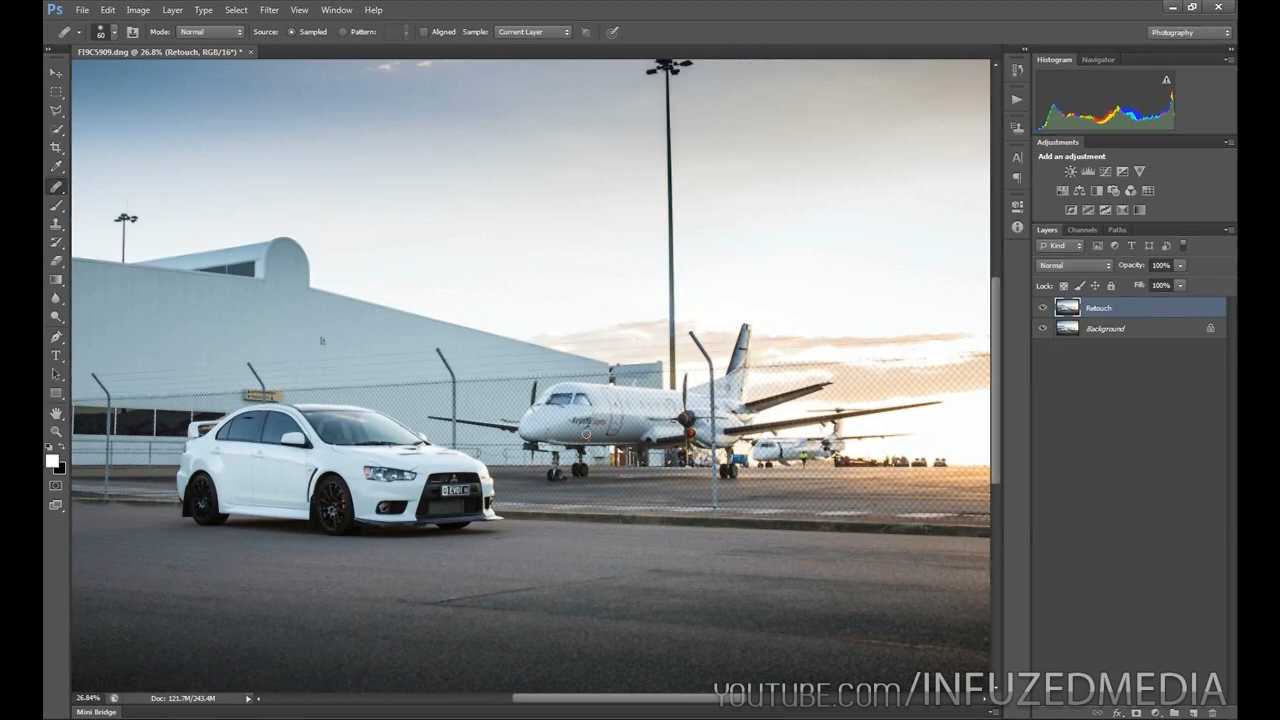 Ps File Edit Image Layer Type Select Filter View Window Help
60 Mode: Normal Source: Sampled Pattern: Aligned Sample: Current Layer Photography
FI9C5909.dng @ 26.8% (Retouch, RGB/16*) * ×
Histogram Navigator
Adjustments
Add an adjustment
Layers Channels Paths
Kind
Normal Opacity: 100%
Lock: Fill: 100%
Retouch
Background
26.84% Doc: 121.7M/243.4M
YOUTUBE.COM/INFUZEDMEDIA
Mini Bridge